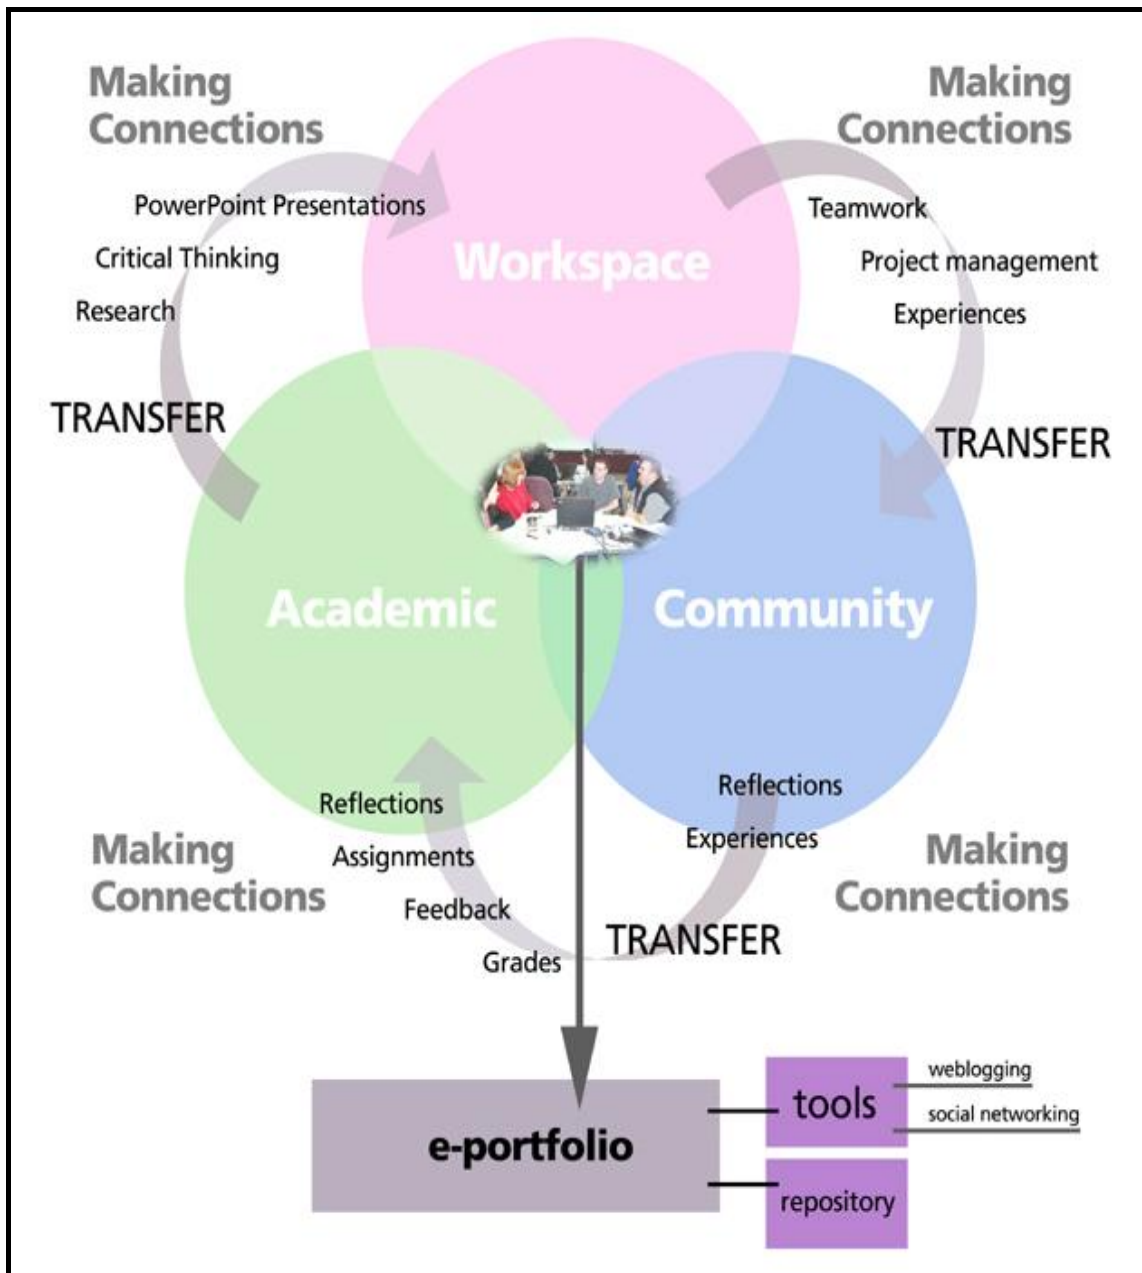 Making
Connections
Making
Connections
PowerPoint Presentations
Critical Thinking
Research
TRANSFER
Workspace
Teamwork
Project management
Experiences
TRANSFER
Academic
Community
Reflections
Assignments
Feedback
Grades
Reflections
Experiences
TRANSFER
Making
Connections
Making
Connections
e-portfolio
tools
weblogging
social networking
repository